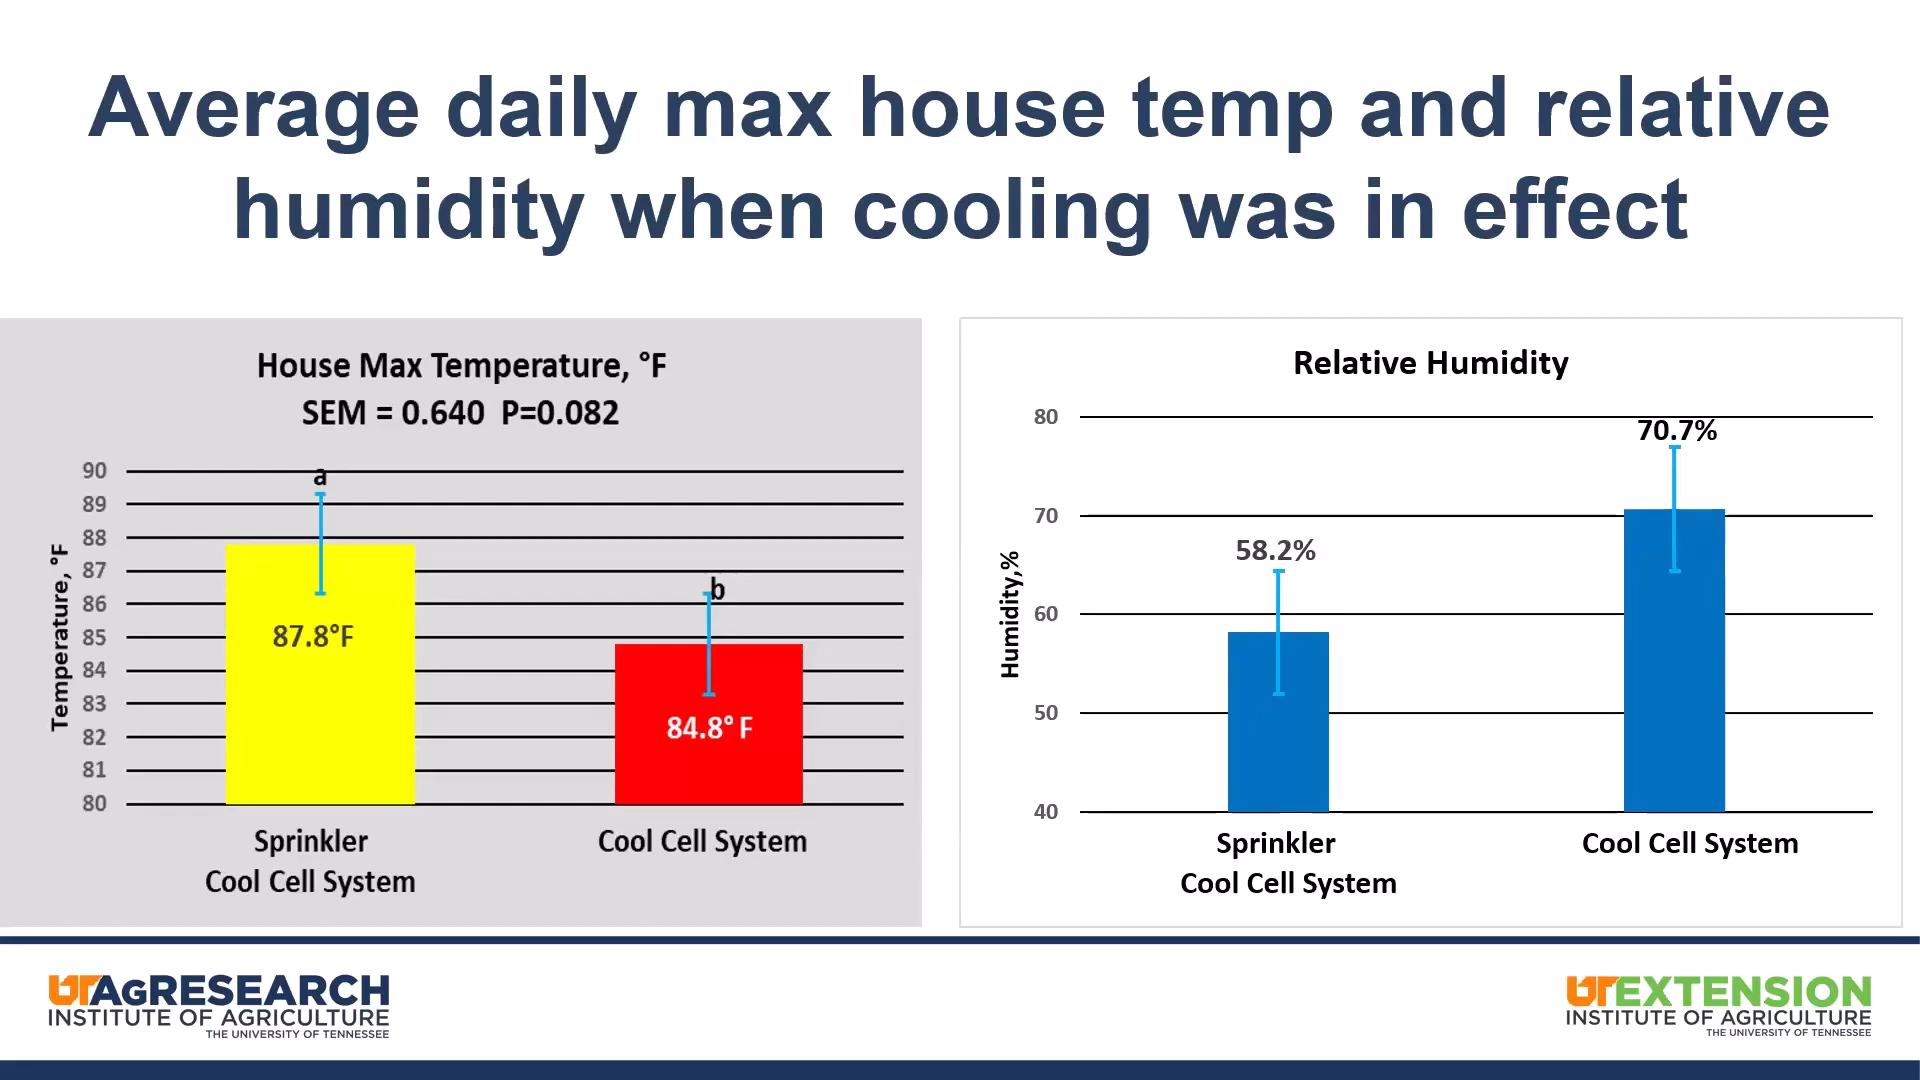 Average daily max house temp and relative
humidity when cooling was in effect
House Max Temperature, °F
SEM = 0.640 P=0.082
Temperature, °F
90
89
88
87
86
85
84
83
82
81
80
a
b
87.8°F
84.8° F
Sprinkler
Cool Cell System
Cool Cell System
Relative Humidity
Humidity,%
80
70
60
50
40
58.2%
70.7%
Sprinkler
Cool Cell System
Cool Cell System
UTAGRESEARCH
INSTITUTE OF AGRICULTURE
THE UNIVERSITY OF TENNESSEE
UTEXTENSION
INSTITUTE OF AGRICULTURE
THE UNIVERSITY OF TENNESSEE